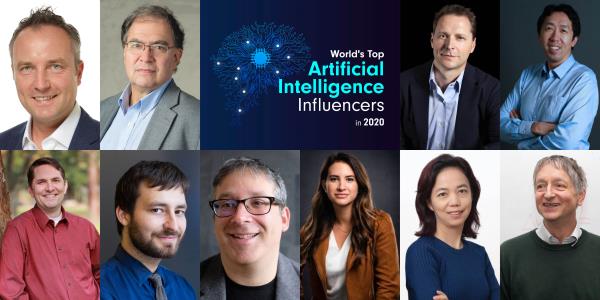 World's Top
Artificial
Intelligence
Influencers
in 2020